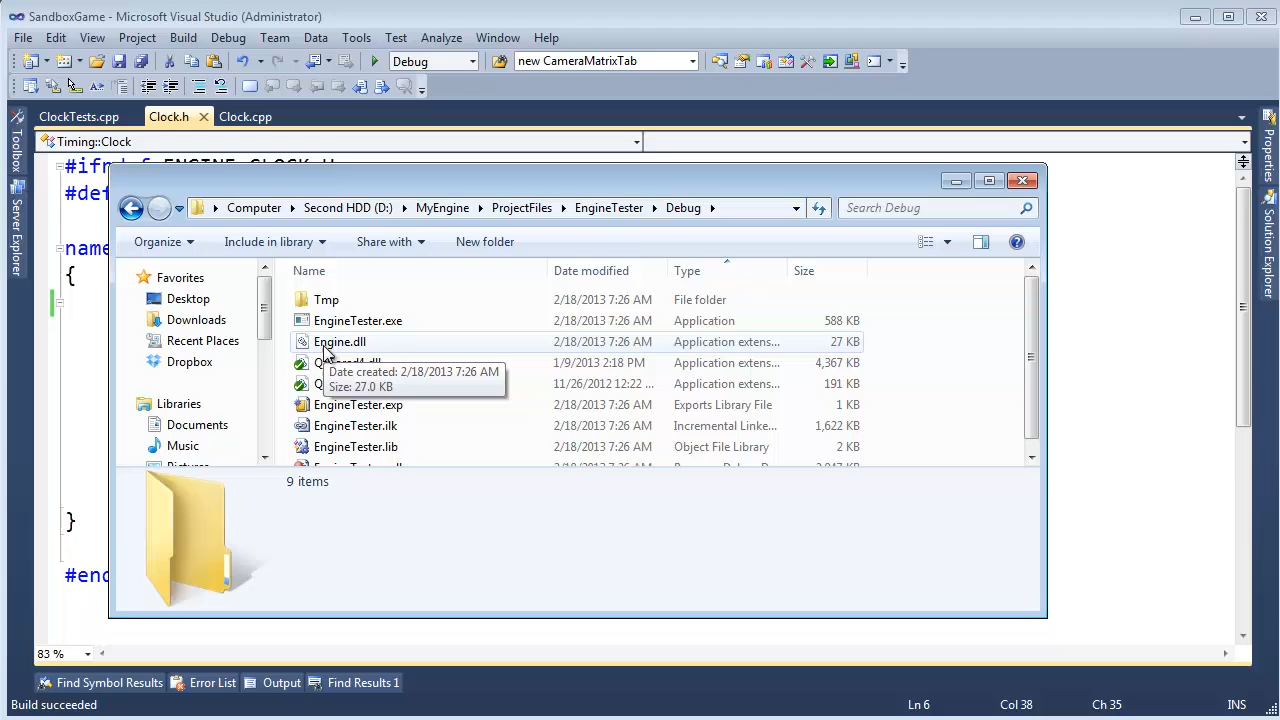 SandboxGame - Microsoft Visual Studio (Administrator)
File Edit View Project Build Debug Team Data Tools Test Analyze Window Help
Debug new CameraMatrixTab
ClockTests.cpp Clock.h Clock.cpp
Timing::Clock
Toolbox
Server Explorer
Properties
Solution Explorer
#def
name
{
}
#end
Computer Second HDD (D:) MyEngine ProjectFiles EngineTester Debug Search Debug
Organize Include in library Share with New folder
Name Date modified Type Size
Favorites
Desktop
Downloads
Recent Places
Dropbox
Libraries
Documents
Music
Tmp 2/18/2013 7:26 AM File folder
EngineTester.exe 2/18/2013 7:26 AM Application 588 KB
Engine.dll 2/18/2013 7:26 AM Application extens... 27 KB
1/9/2013 2:18 PM Application extens... 4,367 KB
11/26/2012 12:22 ... Application extens... 191 KB
EngineTester.exp 2/18/2013 7:26 AM Exports Library File 1 KB
EngineTester.ilk 2/18/2013 7:26 AM Incremental Linke... 1,622 KB
EngineTester.lib 2/18/2013 7:26 AM Object File Library 2 KB
Date created: 2/18/2013 7:26 AM
Size: 27.0 KB
9 items
83 %
Find Symbol Results Error List Output Find Results 1
Build succeeded Ln 6 Col 38 Ch 35 INS